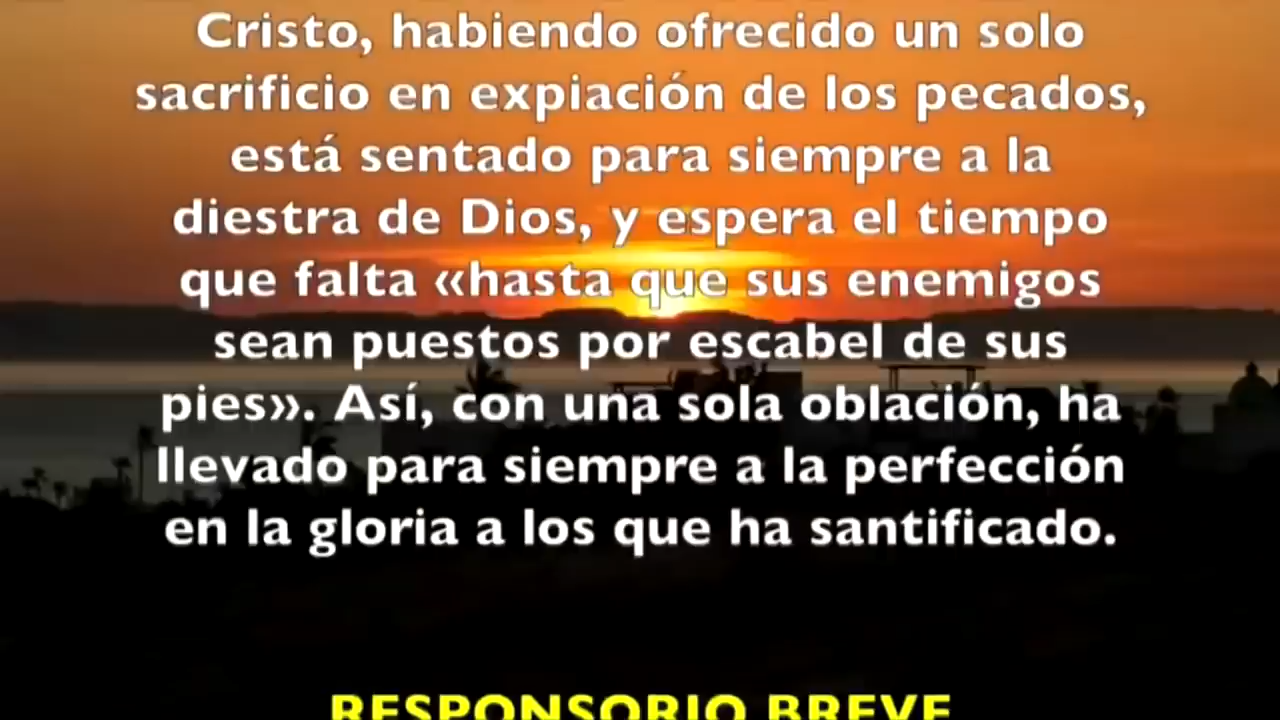 Cristo, habiendo ofrecido un solo
sacrificio en expiación de los pecados,
está sentado para siempre a la
diestra de Dios, y espera el tiempo
que falta «hasta que sus enemigos
sean puestos por escabel de sus
pies». Así, con una sola oblación, ha
llevado para siempre a la perfección
en la gloria a los que ha santificado.
RESPONSORIO BREVE